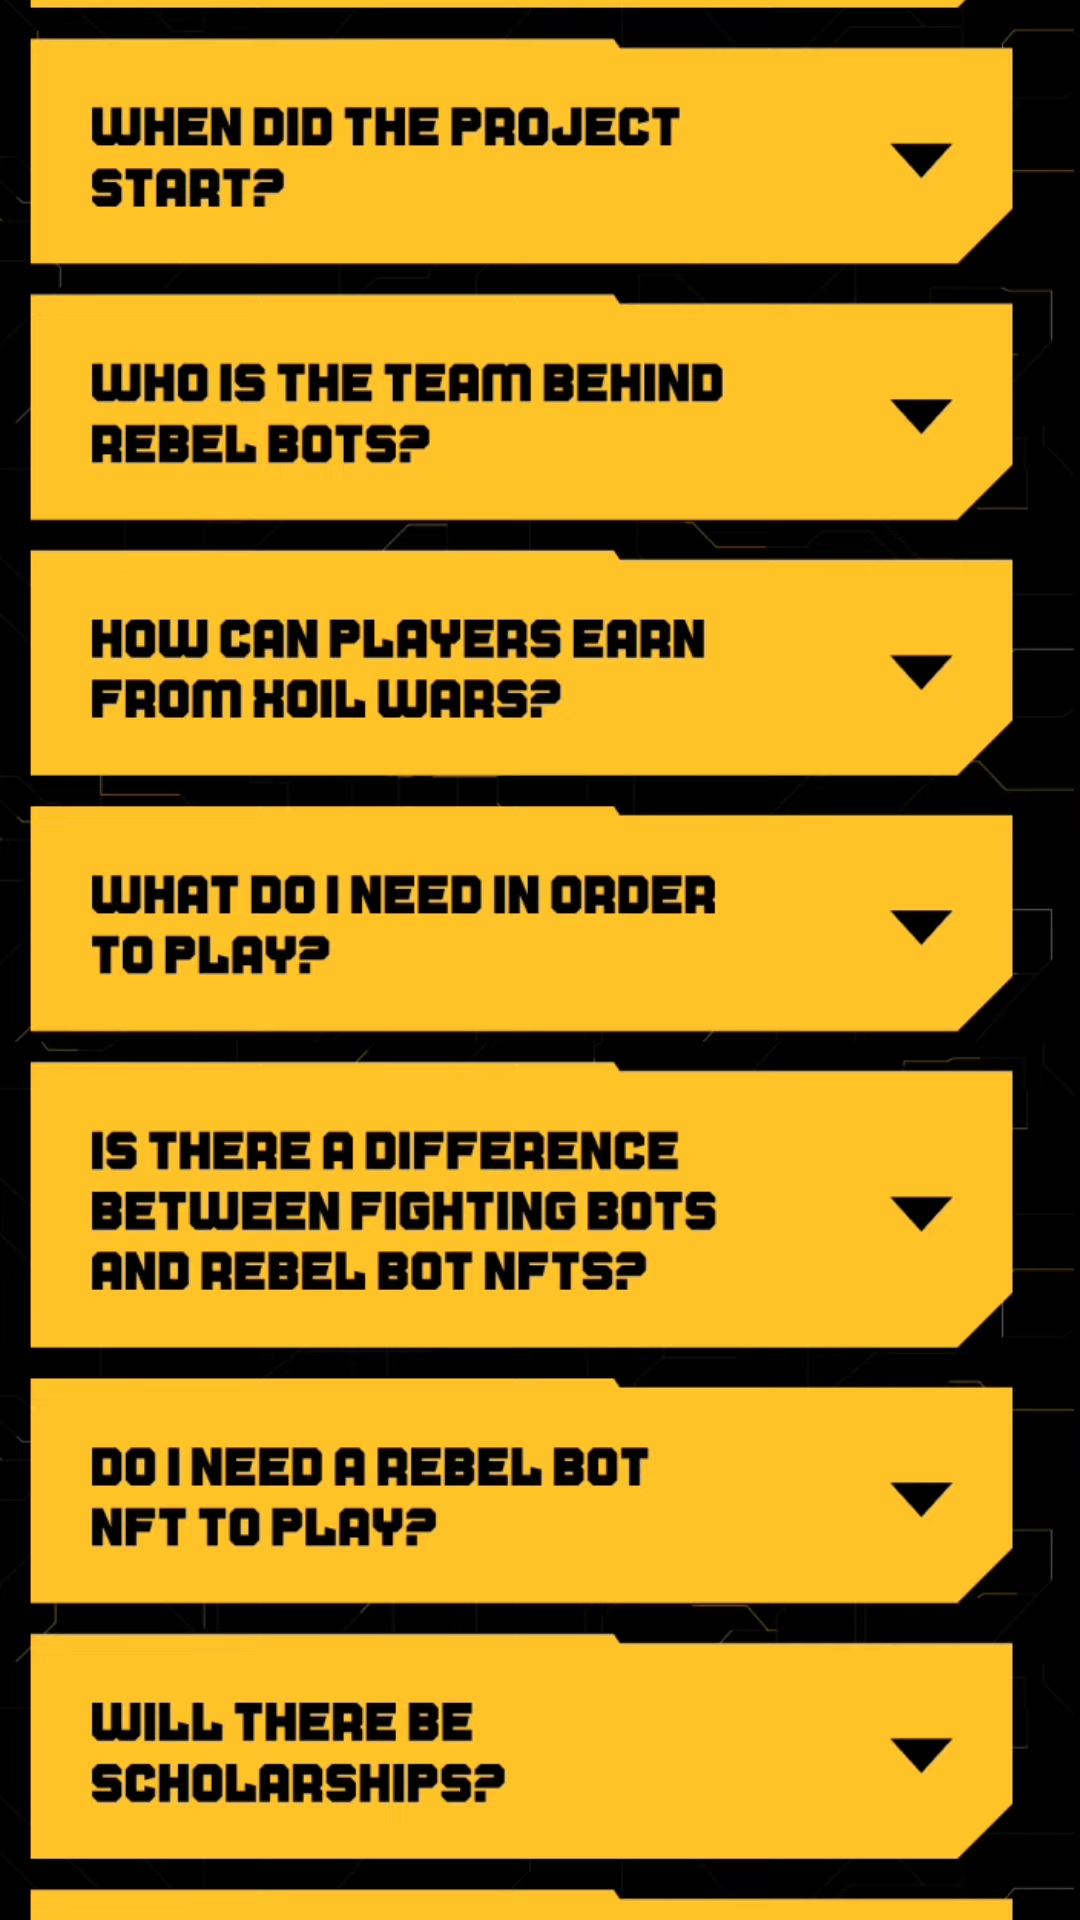 WHEN DID THE PROJECT
START?
WHO IS THE TEAM BEHIND
REBEL BOTS?
HOW CAN PLAYERS EARN
FROM XOIL WARS?
WHAT DO I NEED IN ORDER
TO PLAY?
IS THERE A DIFFERENCE
BETWEEN FIGHTING BOTS
AND REBEL BOT NFTS?
DO I NEED A REBEL BOT
NFT TO PLAY?
WILL THERE BE
SCHOLARSHIPS?